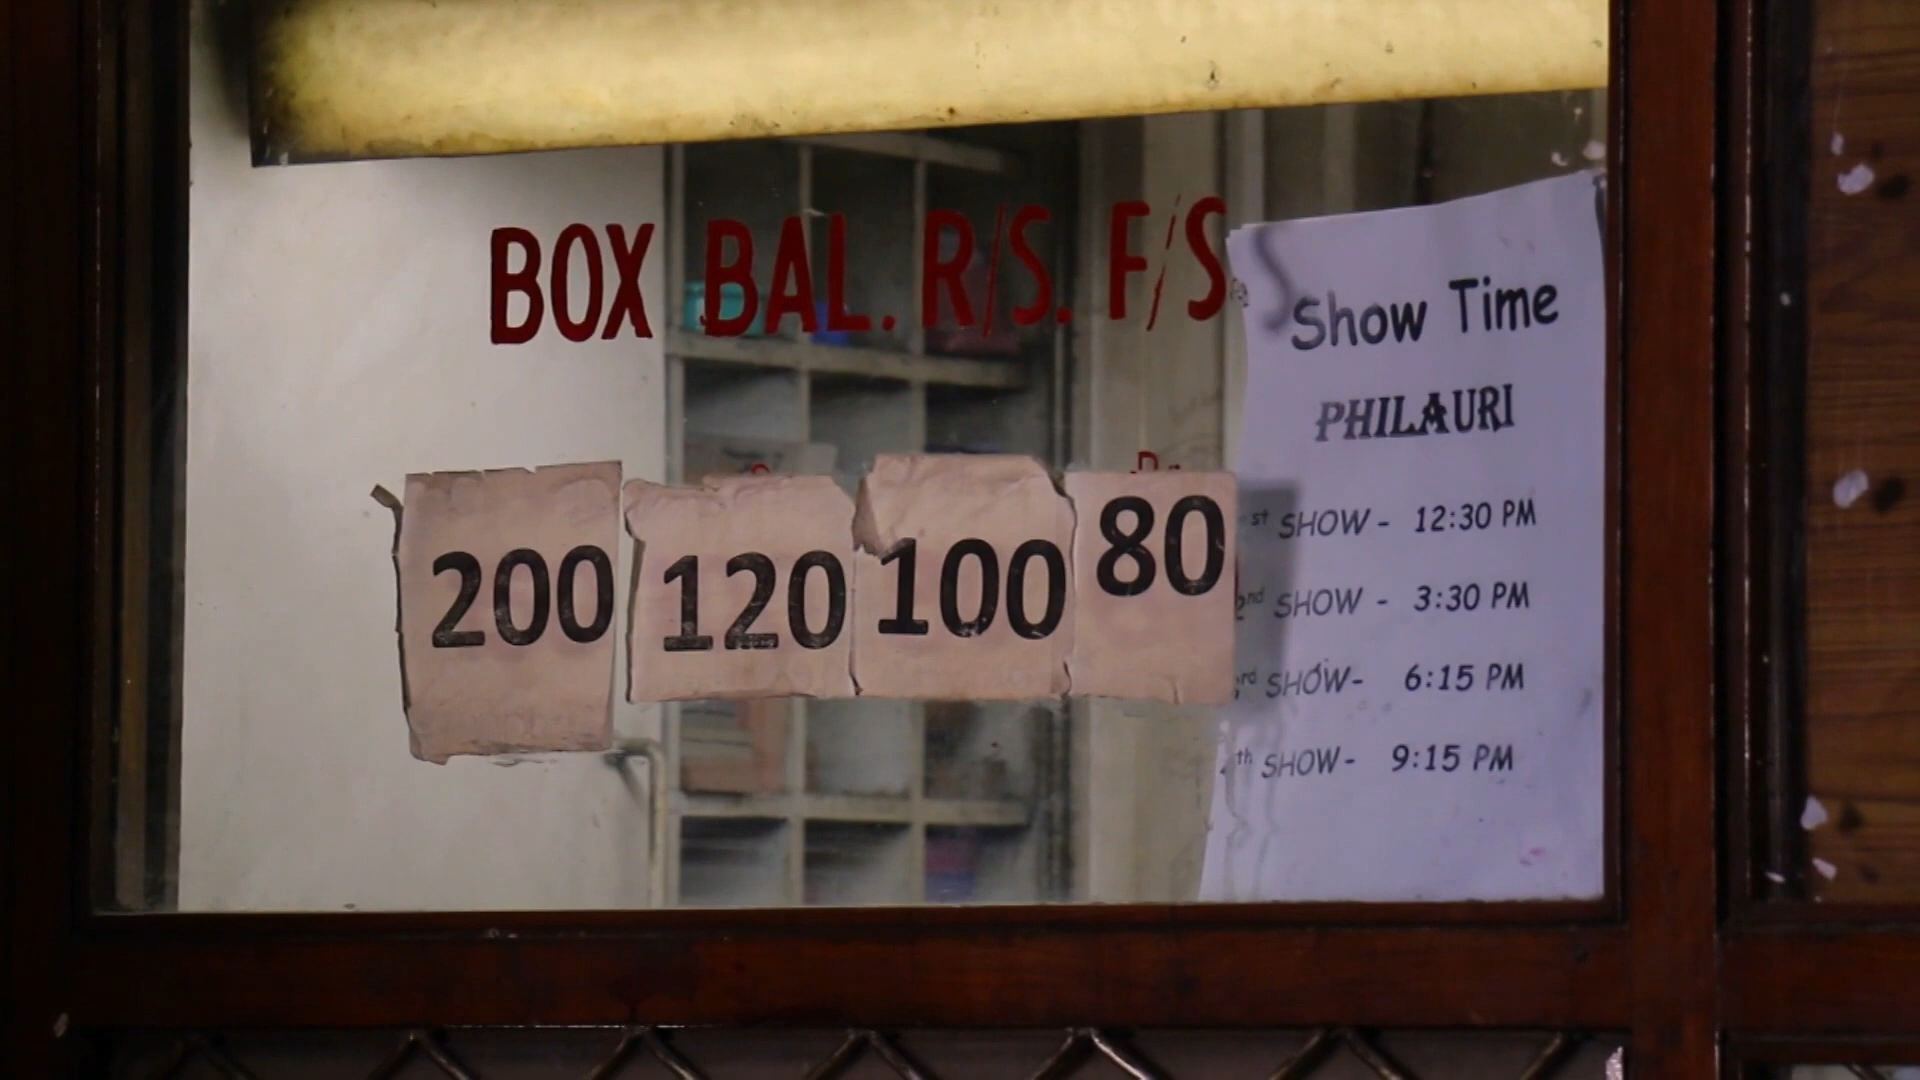 BOX BAL. R/S. F/S
200 120 100 80
Show Time
PHILAURI
st SHOW - 12:30 PM
2nd SHOW - 3:30 PM
rd SHOW- 6:15 PM
th SHOW- 9:15 PM